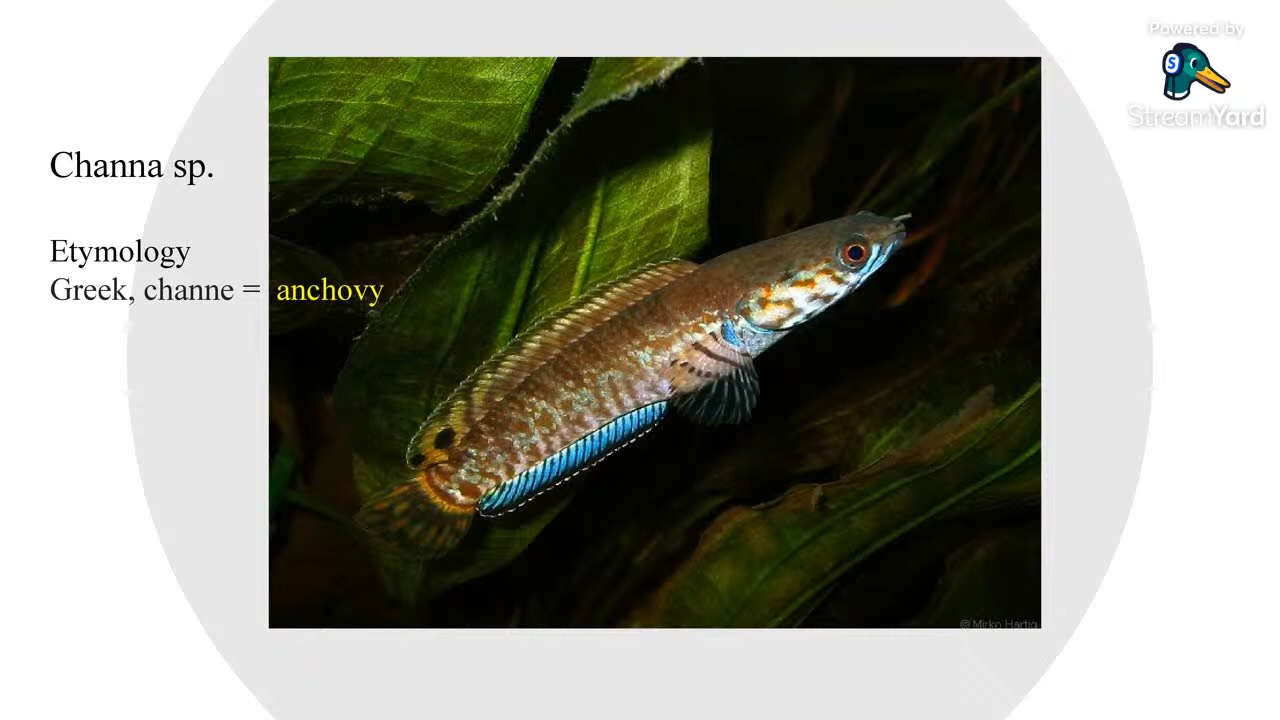 Powered by
StreamYard
Channa sp.
Etymology
Greek, channe = anchovy
© Mirko Hartig